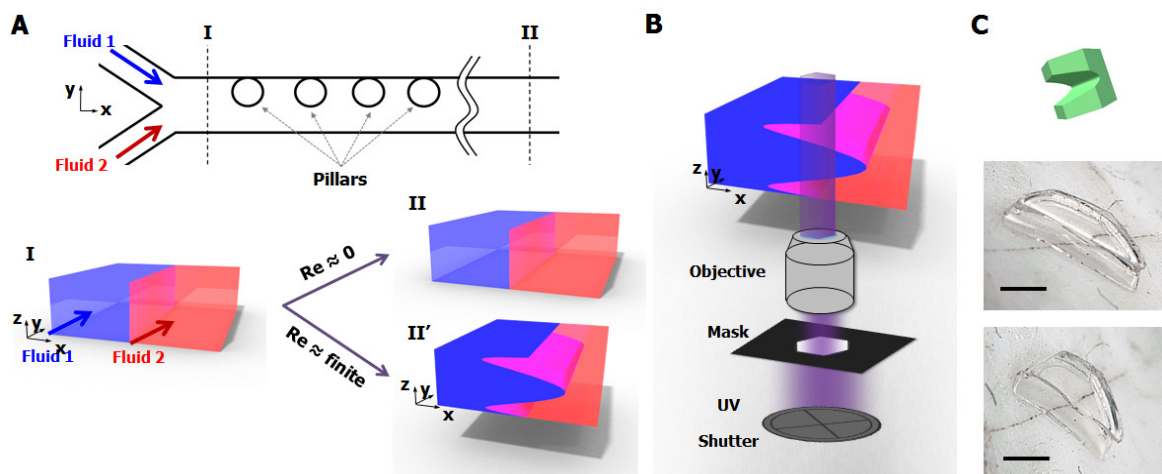 A
Fluid 1
I
II
y
x
Fluid 2
Pillars
I
z
y
x
Fluid 1
Fluid 2
Re ≈ 0
Re ≈ finite
II
II’
z
y
x
B
z
y
x
Objective
Mask
UV
Shutter
C